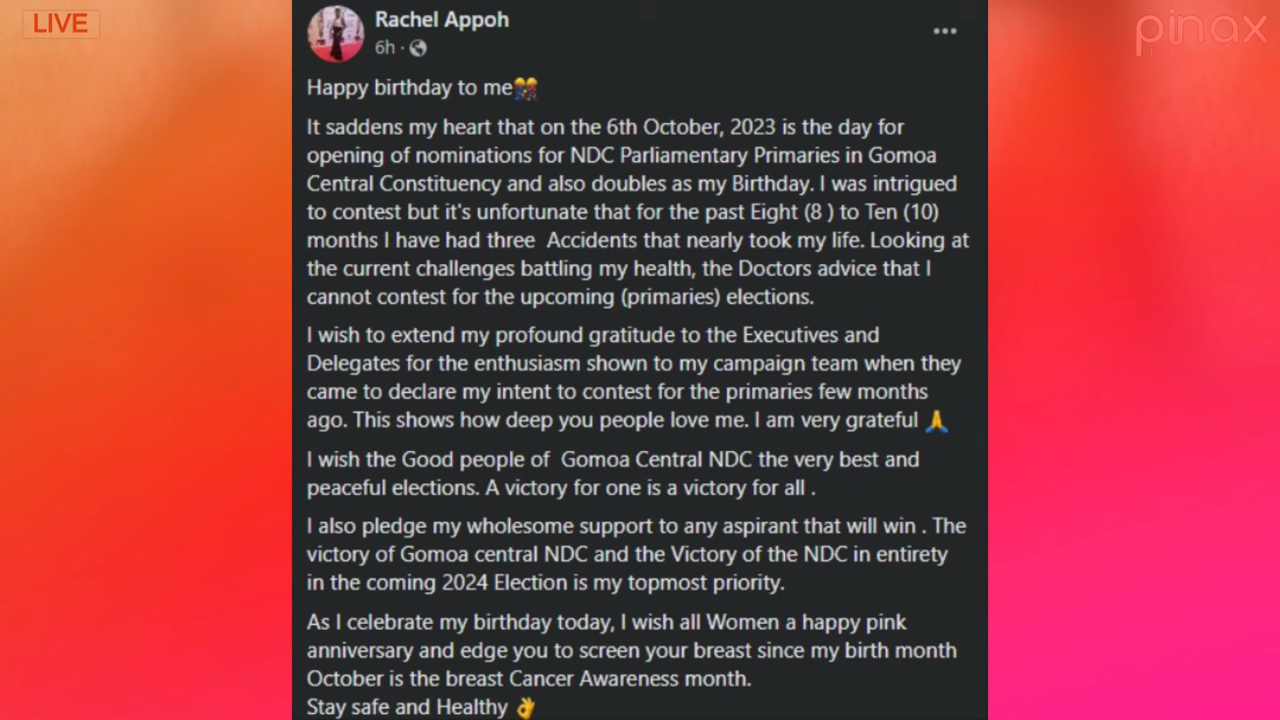 LIVE
pinax
TV
Rachel Appoh
6h ·
Happy birthday to me🎊
It saddens my heart that on the 6th October, 2023 is the day for
opening of nominations for NDC Parliamentary Primaries in Gomoa
Central Constituency and also doubles as my Birthday. I was intrigued
to contest but it's unfortunate that for the past Eight (8 ) to Ten (10)
months I have had three  Accidents that nearly took my life. Looking at
the current challenges battling my health, the Doctors advice that I
cannot contest for the upcoming (primaries) elections.
I wish to extend my profound gratitude to the Executives and
Delegates for the enthusiasm shown to my campaign team when they
came to declare my intent to contest for the primaries few months
ago. This shows how deep you people love me. I am very grateful 🙏
I wish the Good people of  Gomoa Central NDC the very best and
peaceful elections. A victory for one is a victory for all .
I also pledge my wholesome support to any aspirant that will win . The
victory of Gomoa central NDC and the Victory of the NDC in entirety
in the coming 2024 Election is my topmost priority.
As I celebrate my birthday today, I wish all Women a happy pink
anniversary and edge you to screen your breast since my birth month
October is the breast Cancer Awareness month.
Stay safe and Healthy 👌